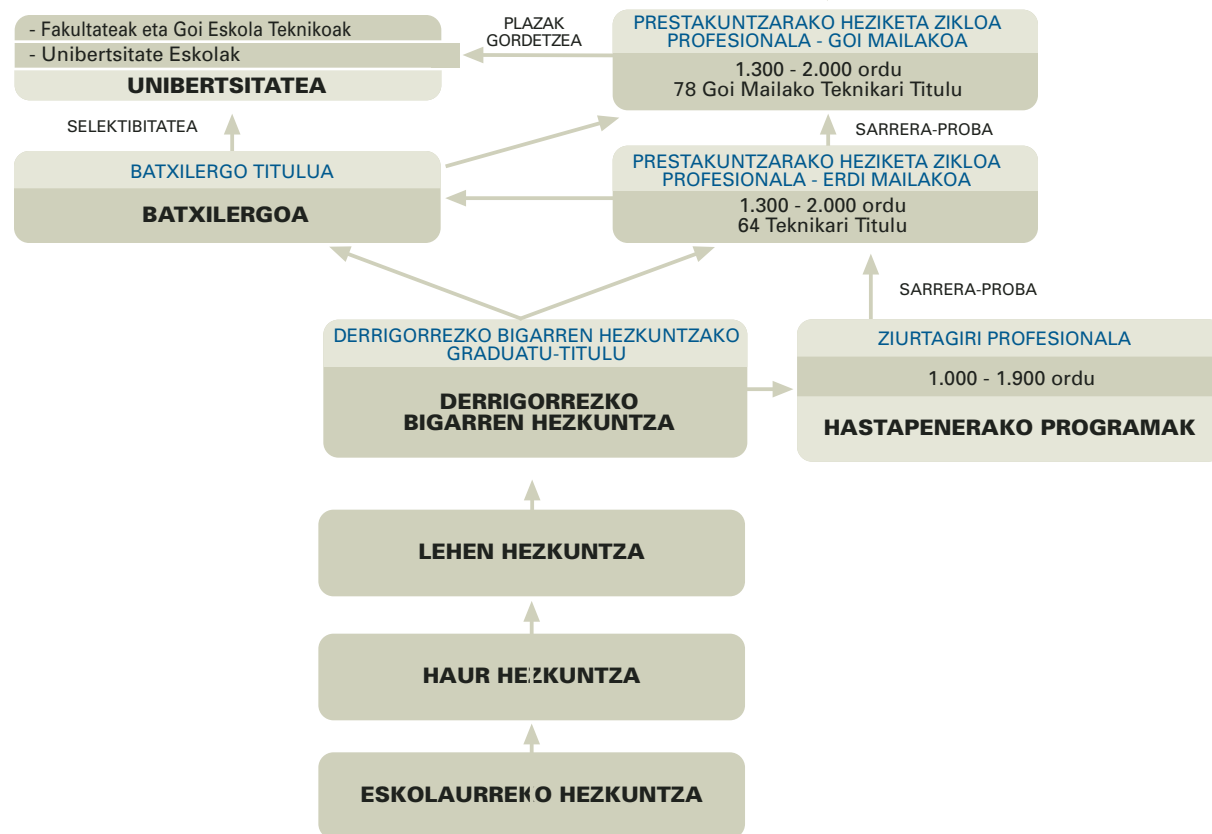 - Fakultateak eta Goi Eskola Teknikoak
- Unibertsitate Eskolak
UNIBERTSITATEA
PLAZAK
GORDETZEA
PRESTAKUNTZARAKO HEZIKETA ZIKLOA
PROFESIONALA - GOI MAILAKOA
1.300 - 2.000 ordu
78 Goi Mailako Teknikari Titulu
SELEKTIBITATEA
SARRERA-PROBA
BATXILERGO TITULUA
BATXILERGOA
PRESTAKUNTZARAKO HEZIKETA ZIKLOA
PROFESIONALA - ERDI MAILAKOA
1.300 - 2.000 ordu
64 Teknikari Titulu
SARRERA-PROBA
DERRIGORREZKO BIGARREN HEZKUNTZAKO
GRADUATU-TITULU
DERRIGORREZKO
BIGARREN HEZKUNTZA
ZIURTAGIRI PROFESIONALA
1.000 - 1.900 ordu
HASTAPENERAKO PROGRAMAK
LEHEN HEZKUNTZA
HAUR HEZKUNTZA
ESKOLAURREKO HEZKUNTZA